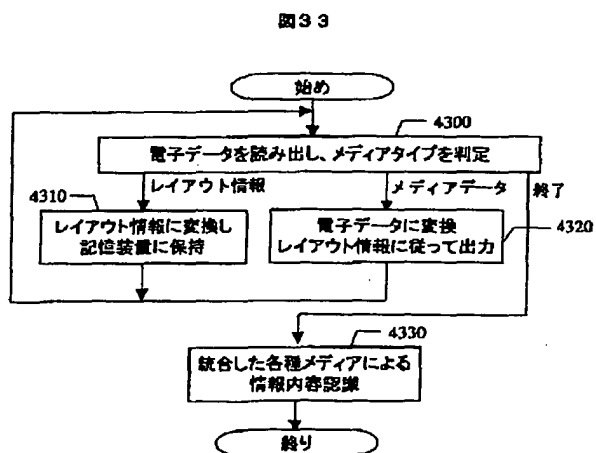 図33
始め
4300
電子データを読み出し、メディアタイプを判定
レイアウト情報
メディアデータ
終了
4310
レイアウト情報に変換し
記憶装置に保持
電子データに変換
レイアウト情報に従って出力
4320
4330
統合した各種メディアによる
情報内容認識
終り